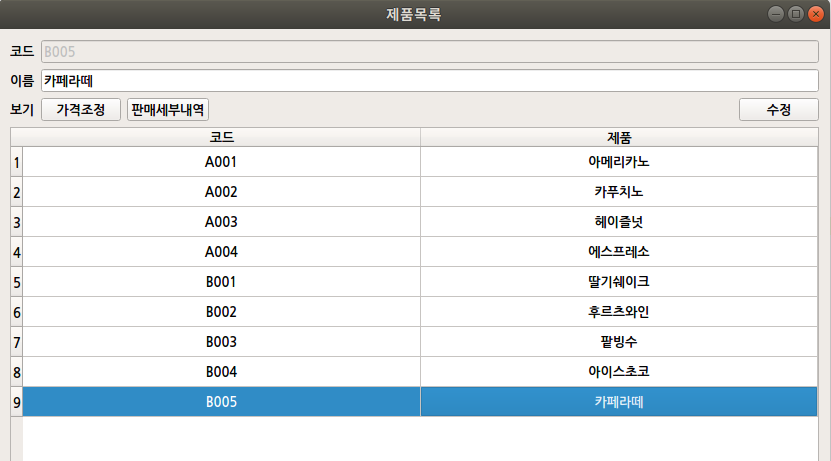 제품목록
코드 B005
이름 카페라떼
보기 가격조정 판매세부내역 수정
코드 제품
1 A001 아메리카노
2 A002 카푸치노
3 A003 헤이즐넛
4 A004 에스프레소
5 B001 딸기쉐이크
6 B002 후르츠와인
7 B003 팥빙수
8 B004 아이스초코
9 B005 카페라떼